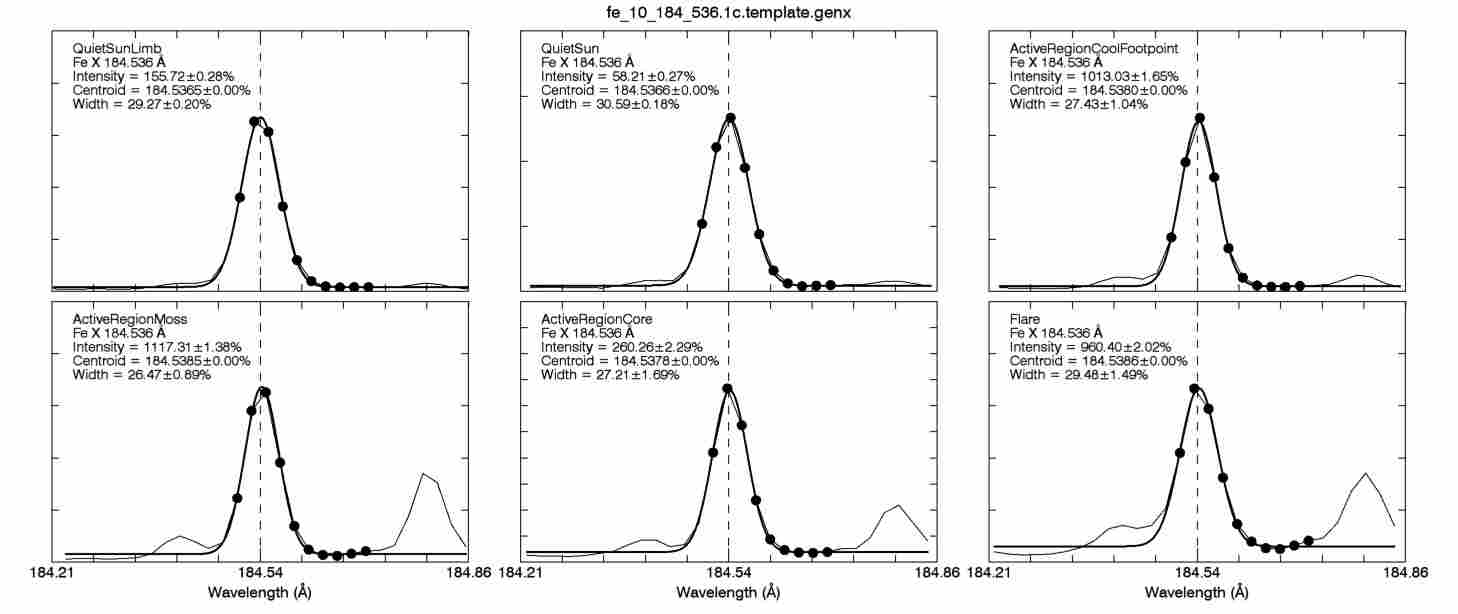 fe_10_184_536.1c.template.genx
QuietSunLimb
Fe X 184.536 Å
Intensity = 155.72±0.28%
Centroid = 184.5365±0.00%
Width = 29.27±0.20%
QuietSun
Fe X 184.536 Å
Intensity = 58.21±0.27%
Centroid = 184.5366±0.00%
Width = 30.59±0.18%
ActiveRegionCoolFootpoint
Fe X 184.536 Å
Intensity = 1013.03±1.65%
Centroid = 184.5380±0.00%
Width = 27.43±1.04%
ActiveRegionMoss
Fe X 184.536 Å
Intensity = 1117.31±1.38%
Centroid = 184.5385±0.00%
Width = 26.47±0.89%
ActiveRegionCore
Fe X 184.536 Å
Intensity = 260.26±2.29%
Centroid = 184.5378±0.00%
Width = 27.21±1.69%
Flare
Fe X 184.536 Å
Intensity = 960.40±2.02%
Centroid = 184.5386±0.00%
Width = 29.48±1.49%
184.21 184.54 184.86
Wavelength (Å)
184.21 184.54 184.86
Wavelength (Å)
184.21 184.54 184.86
Wavelength (Å)